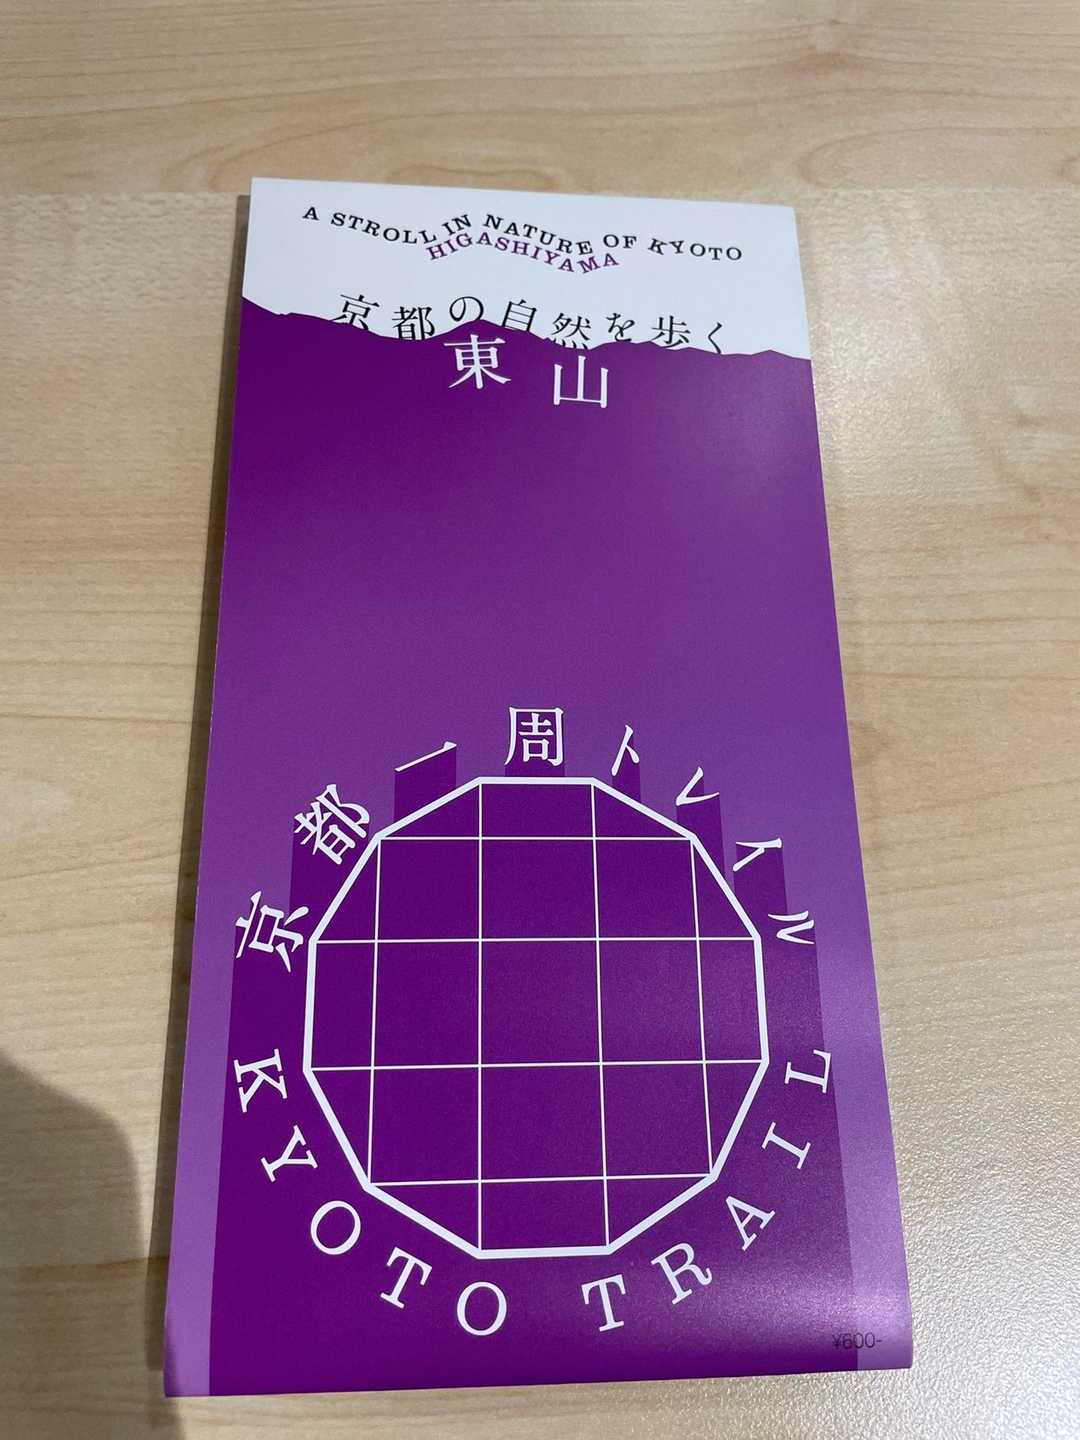 A STROLL IN NATURE OF KYOTO
HIGASHIYAMA
京都の自然を歩く
東山
京都一周トレイル
KYOTO TRAIL
¥600-